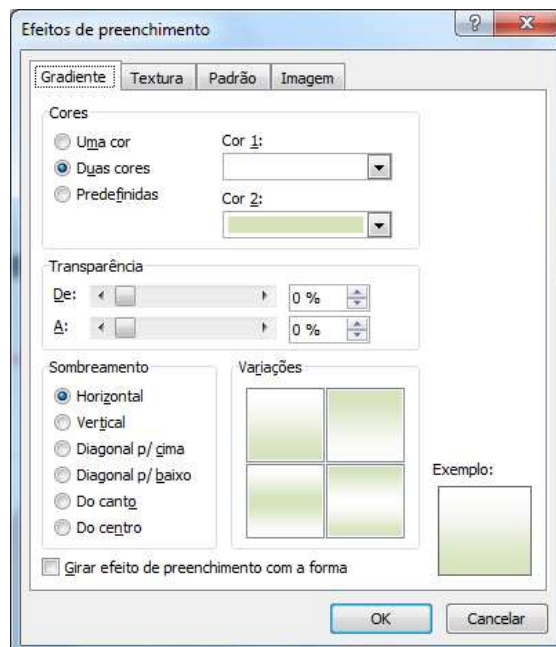 Efeitos de preenchimento
Gradiente Textura Padrão Imagem
Cores
Uma cor
Duas cores
Predefinidas
Cor 1:
Cor 2:
Transparência
De: 0 %
A: 0 %
Sombreamento
Horizontal
Vertical
Diagonal p/ cima
Diagonal p/ baixo
Do canto
Do centro
Variações
Exemplo:
Girar efeito de preenchimento com a forma
OK Cancelar